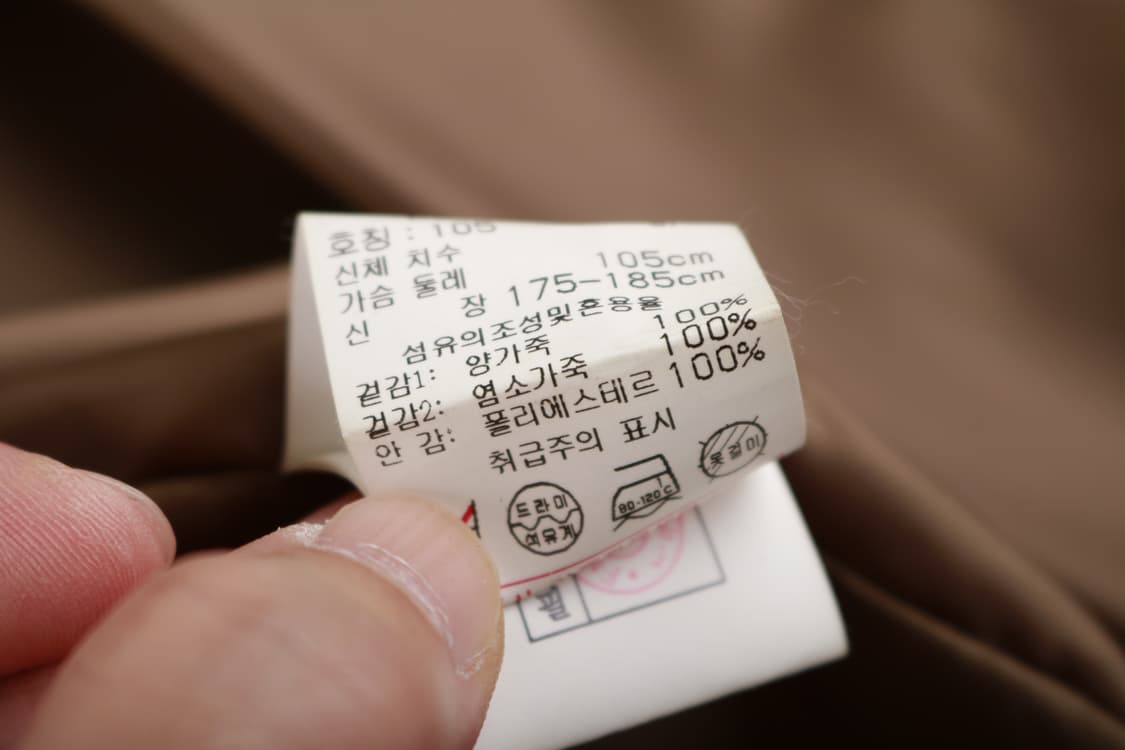 호칭 : 105
신체 치수
가슴 둘레 105cm
신 장 175-185cm
섬유의조성및혼용율
겉감1: 양가죽 100%
겉감2: 염소가죽 100%
안 감: 폴리에스테르 100%
취급주의 표시
드라이
석유계
80-120℃
옷걸이
필